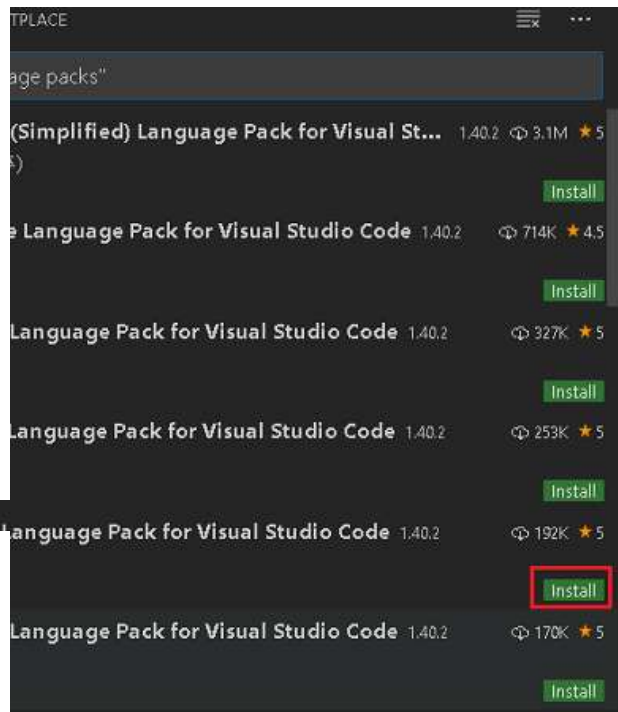 TPLACE
age packs"
(Simplified) Language Pack for Visual St... 1.40.2 3.1M ★ 5
Install
e Language Pack for Visual Studio Code 1.40.2 714K ★ 4.5
Install
Language Pack for Visual Studio Code 1.40.2 327K ★ 5
Install
Language Pack for Visual Studio Code 1.40.2 253K ★ 5
Install
Language Pack for Visual Studio Code 1.40.2 192K ★ 5
Install
Language Pack for Visual Studio Code 1.40.2 170K ★ 5
Install